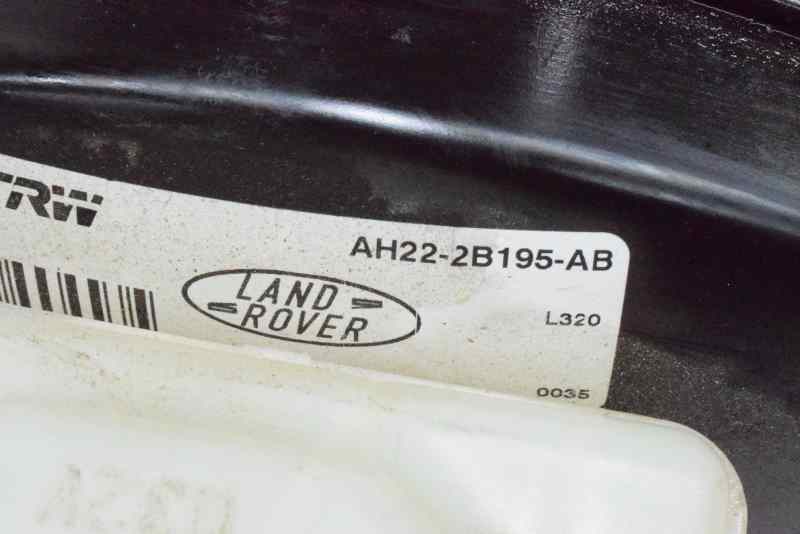 TRW
AH22-2B195-AB
LAND
ROVER
L320
0035